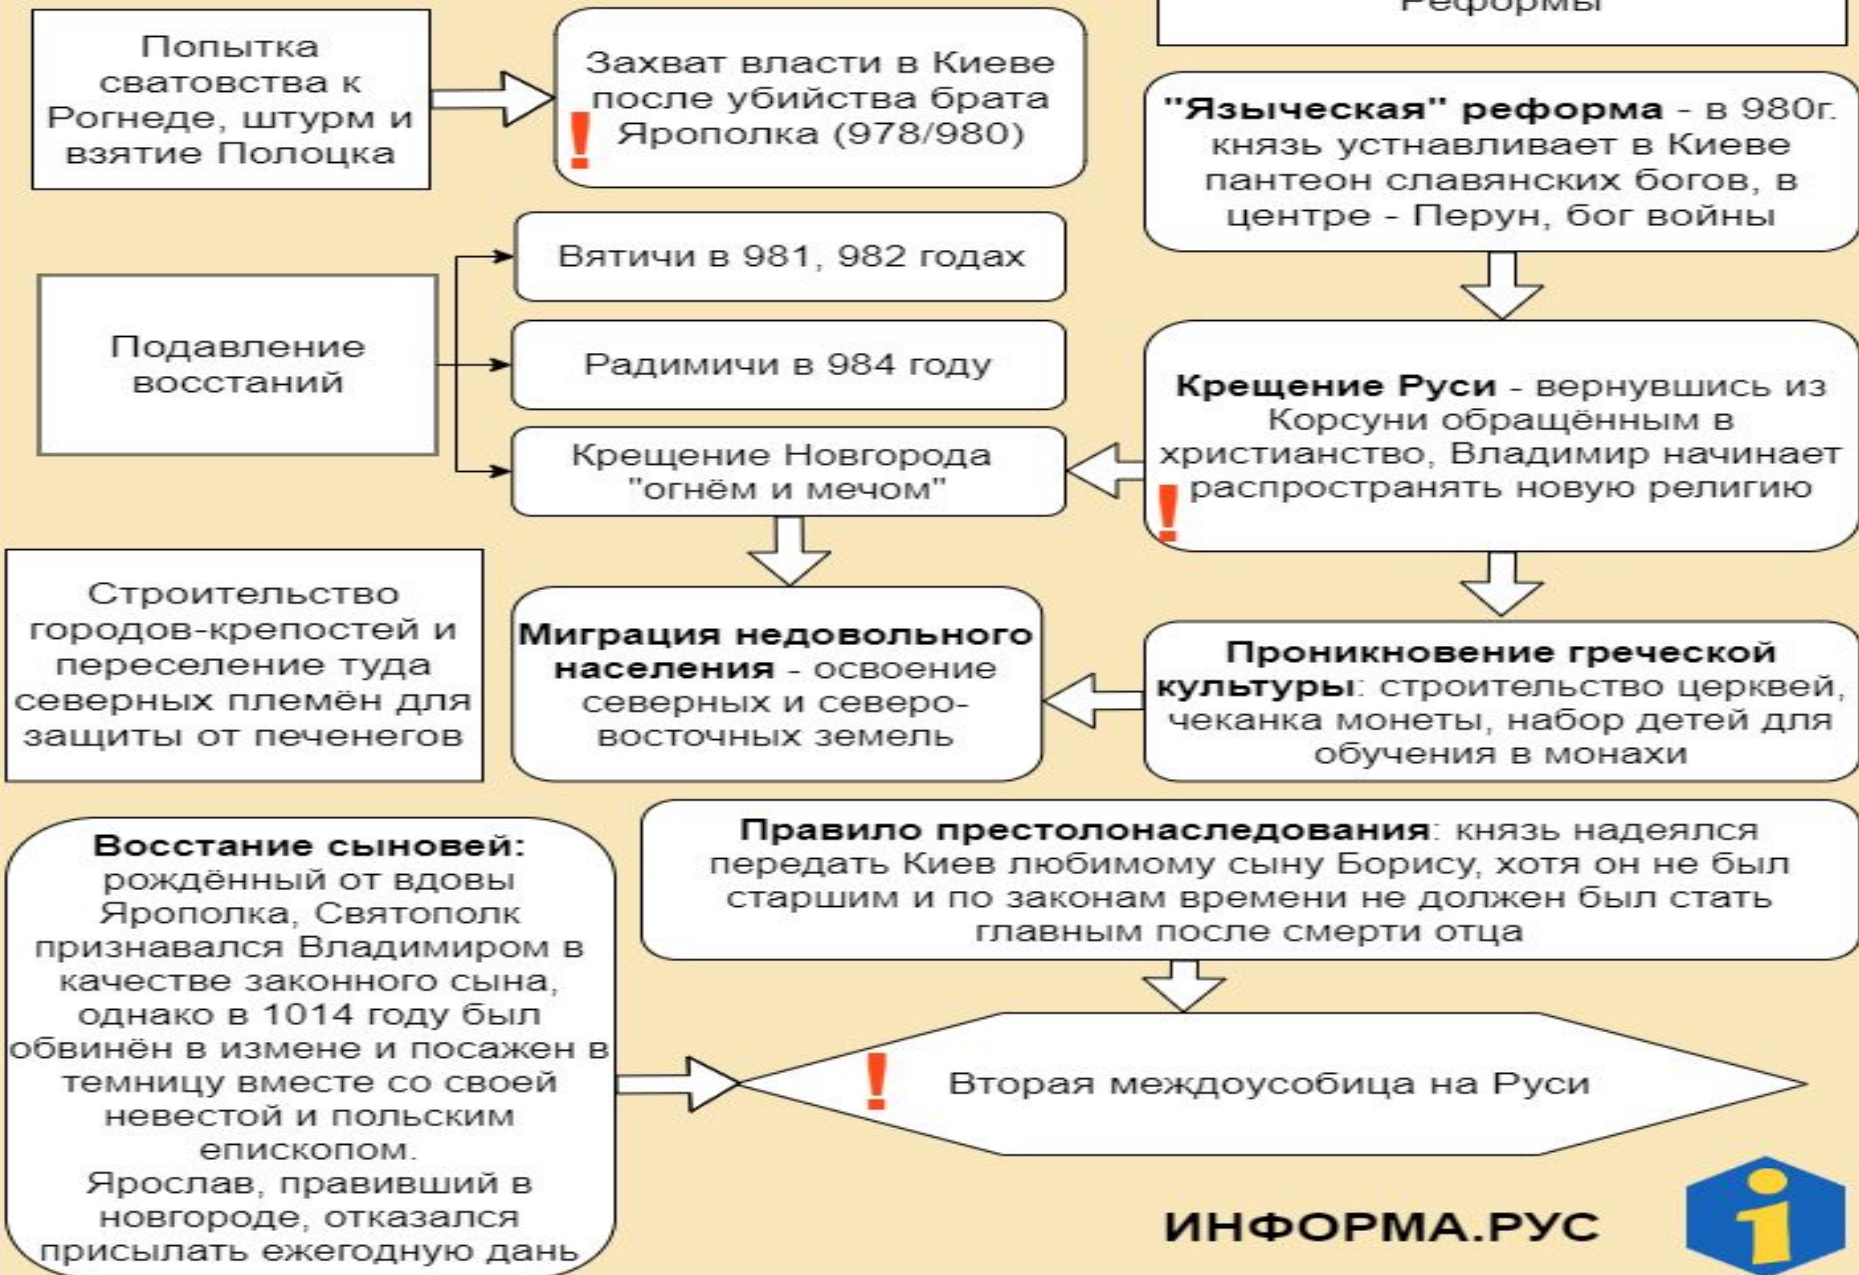 Реформы
Попытка
сватовства к
Рогнеде, штурм и
взятие Полоцка
Захват власти в Киеве
после убийства брата
Ярополка (978/980)
!
"Языческая" реформа - в 980г.
князь устнавливает в Киеве
пантеон славянских богов, в
центре - Перун, бог войны
Подавление
восстаний
Вятичи в 981, 982 годах
Радимичи в 984 году
Крещение Новгорода
"огнём и мечом"
Крещение Руси - вернувшись из
Корсуни обращённым в
христианство, Владимир начинает
распространять новую религию
!
Строительство
городов-крепостей и
переселение туда
северных племён для
защиты от печенегов
Миграция недовольного
населения - освоение
северных и северо-
восточных земель
Проникновение греческой
культуры: строительство церквей,
чеканка монеты, набор детей для
обучения в монахи
Восстание сыновей:
рождённый от вдовы
Ярополка, Святополк
признавался Владимиром в
качестве законного сына,
однако в 1014 году был
обвинён в измене и посажен в
темницу вместе со своей
невестой и польским
епископом.
Ярослав, правивший в
новгороде, отказался
присылать ежегодную дань
Правило престолонаследования: князь надеялся
передать Киев любимому сыну Борису, хотя он не был
старшим и по законам времени не должен был стать
главным после смерти отца
! Вторая междоусобица на Руси
ИНФОРМА.РУС
i